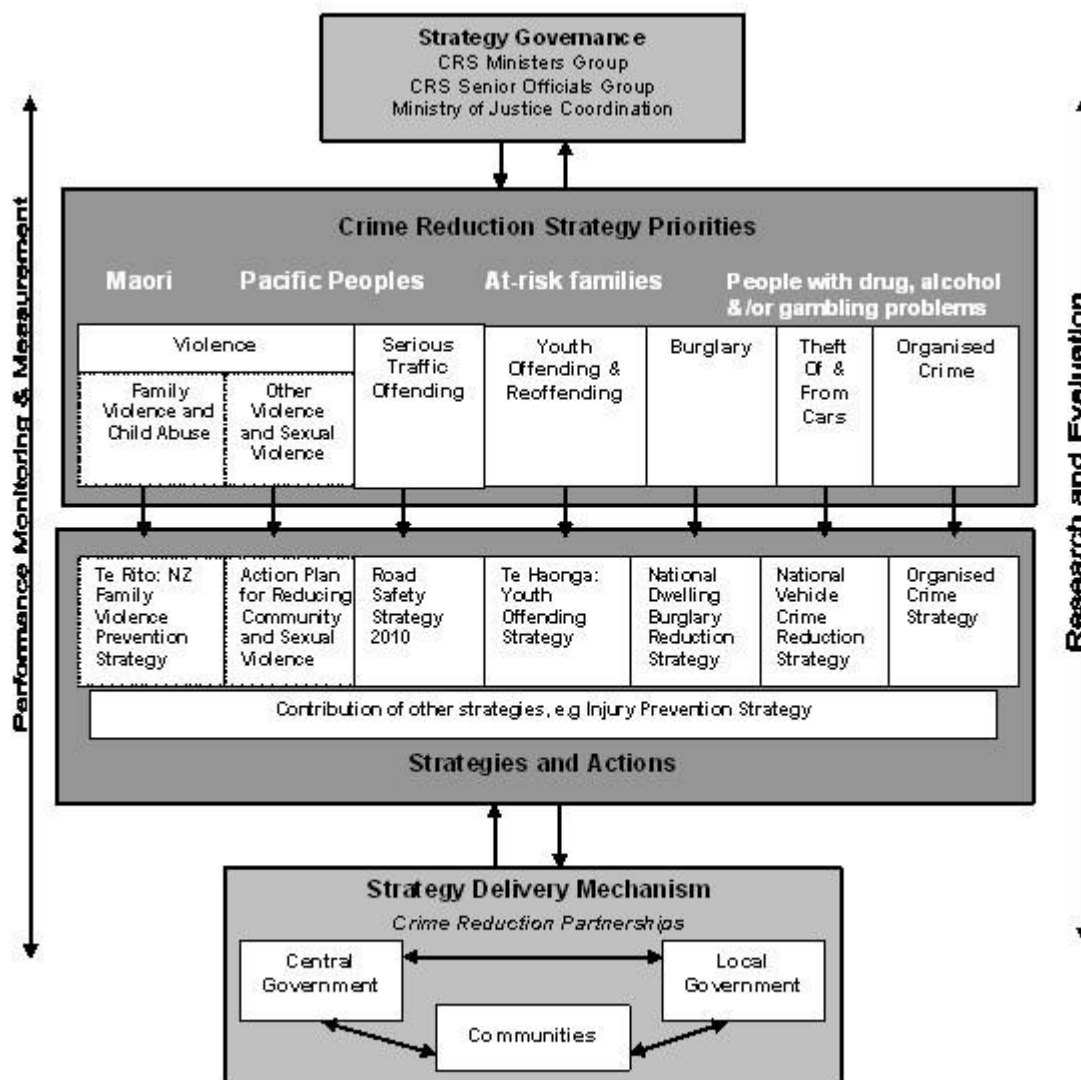 Strategy Governance
CRS Ministers Group
CRS Senior Officials Group
Ministry of Justice Coordination
Performance Monitoring & Measurement
Research and Evaluation
Crime Reduction Strategy Priorities
Maori
Pacific Peoples
At-risk families
People with drug, alcohol
&/or gambling problems
Violence
Family
Violence and
Child Abuse
Other
Violence
and Sexual
Violence
Serious
Traffic
Offending
Youth
Offending &
Reoffending
Burglary
Theft
Of &
From
Cars
Organised
Crime
Te Rito: NZ
Family
Violence
Prevention
Strategy
Action Plan
for Reducing
Community
and Sexual
Violence
Road
Safety
Strategy
2010
Te Haonga:
Youth
Offending
Strategy
National
Dwelling
Burglary
Reduction
Strategy
National
Vehicle
Crime
Reduction
Strategy
Organised
Crime
Strategy
Contribution of other strategies, e.g Injury Prevention Strategy
Strategies and Actions
Strategy Delivery Mechanism
Crime Reduction Partnerships
Central
Government
Local
Government
Communities